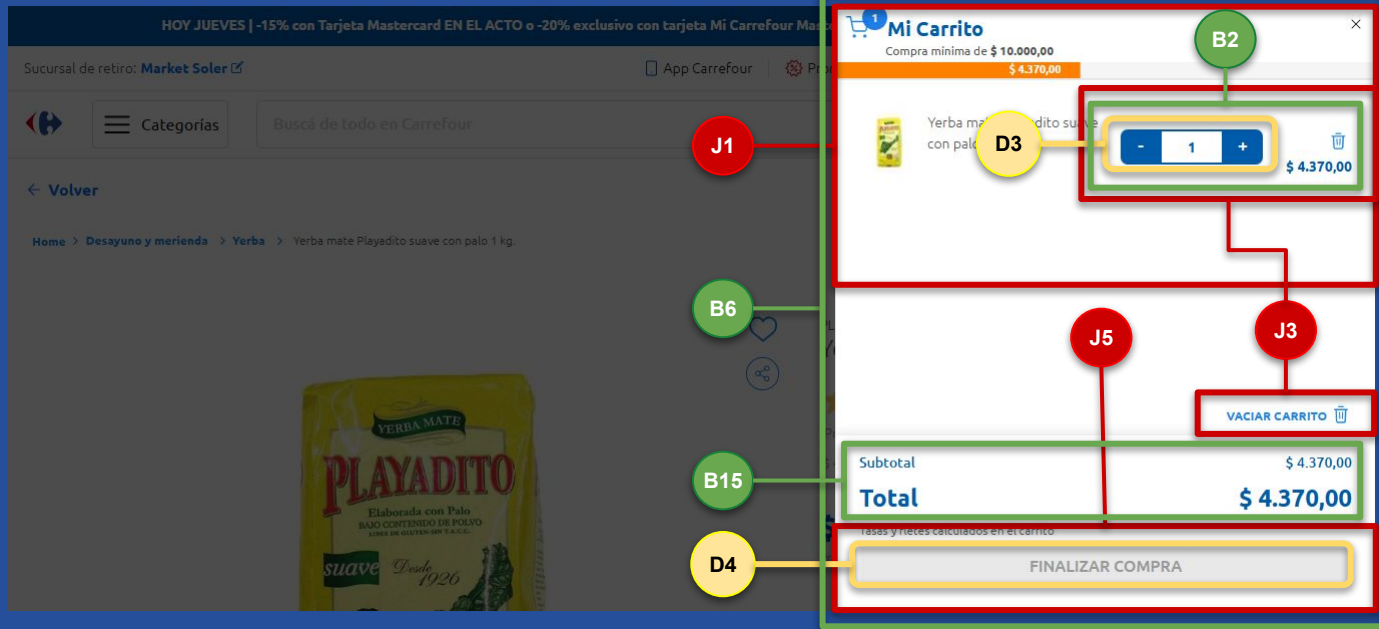 HOY JUEVES | -15% con Tarjeta Mastercard EN EL ACTO o -20% exclusivo con tarjeta Mi Carrefour
Sucursal de retiro: Market Soler
App Carrefour
Categorías
Buscá de todo en Carrefour
← Volver
Home > Desayuno y merienda > Yerba > Yerba mate Playadito suave con palo 1 kg.
YERBA MATE
PLAYADITO
Elaborada con Palo
BAJO CONTENIDO DE POLVO
LIBRE DE GLUTEN-SIN T.A.C.C.
suave
Desde
1926
1
Mi Carrito
×
Compra mínima de $ 10.000,00
$ 4.370,00
B2
Yerba
con
J1
D3
- 1 +
$ 4.370,00
B6
J5
J3
VACIAR CARRITO
B15
Subtotal $ 4.370,00
Total $ 4.370,00
Tasas y fletes calculados en el carrito
D4
FINALIZAR COMPRA